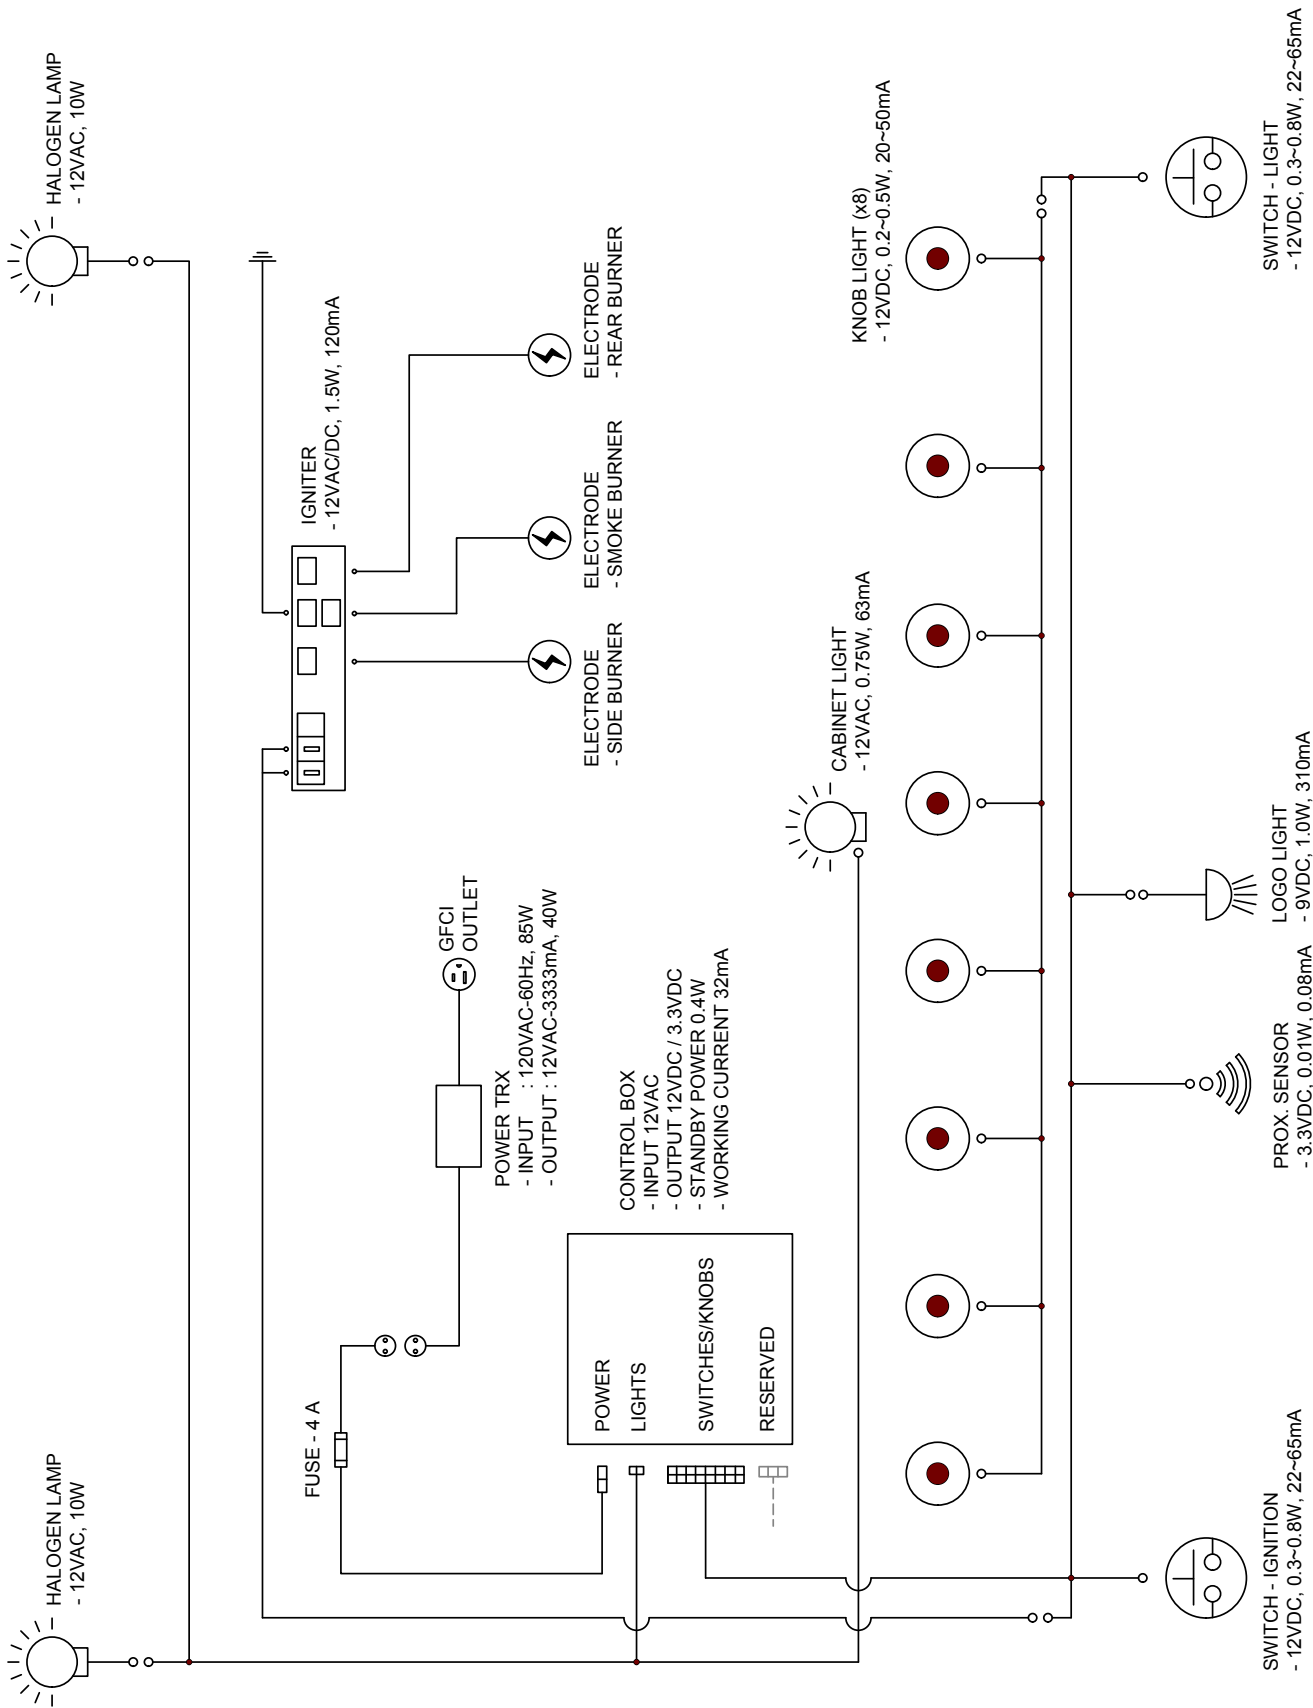 HALOGEN LAMP
- 12VAC, 10W
HALOGEN LAMP
- 12VAC, 10W
FUSE - 4 A
IGNITER
- 12VAC/DC, 1.5W, 120mA
GFCI
OUTLET
POWER TRX
- INPUT : 120VAC-60Hz, 85W
- OUTPUT : 12VAC-3333mA, 40W
ELECTRODE
- SIDE BURNER
ELECTRODE
- SMOKE BURNER
ELECTRODE
- REAR BURNER
CONTROL BOX
- INPUT 12VAC
- OUTPUT 12VDC / 3.3VDC
- STANDBY POWER 0.4W
- WORKING CURRENT 32mA
POWER
LIGHTS
SWITCHES/KNOBS
RESERVED
CABINET LIGHT
- 12VAC, 0.75W, 63mA
KNOB LIGHT (x8)
- 12VDC, 0.2~0.5W, 20~50mA
SWITCH - IGNITION
- 12VDC, 0.3~0.8W, 22~65mA
PROX. SENSOR
- 3.3VDC, 0.01W, 0.08mA
LOGO LIGHT
- 9VDC, 1.0W, 310mA
SWITCH - LIGHT
- 12VDC, 0.3~0.8W, 22~65mA